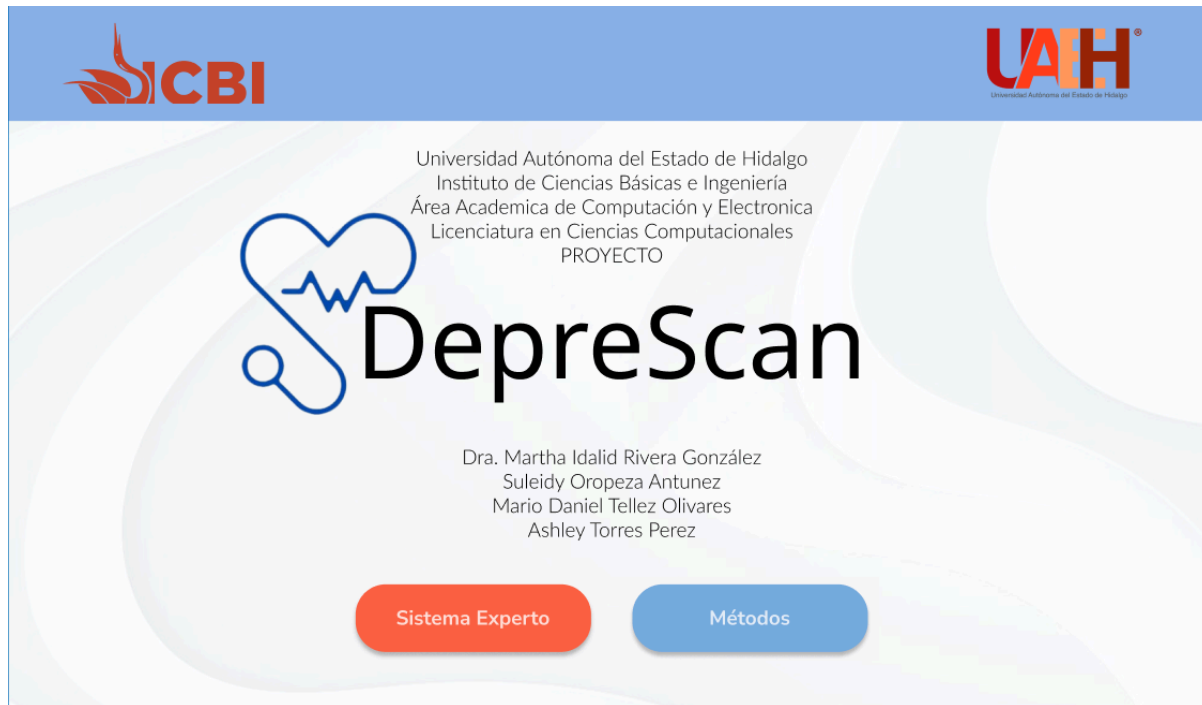 ICBI
UAEH®
Universidad Autónoma del Estado de Hidalgo
Universidad Autónoma del Estado de Hidalgo
Instituto de Ciencias Básicas e Ingeniería
Área Academica de Computación y Electronica
Licenciatura en Ciencias Computacionales
PROYECTO
DepreScan
Dra. Martha Idalid Rivera González
Suleidy Oropeza Antunez
Mario Daniel Tellez Olivares
Ashley Torres Perez
Sistema Experto
Métodos